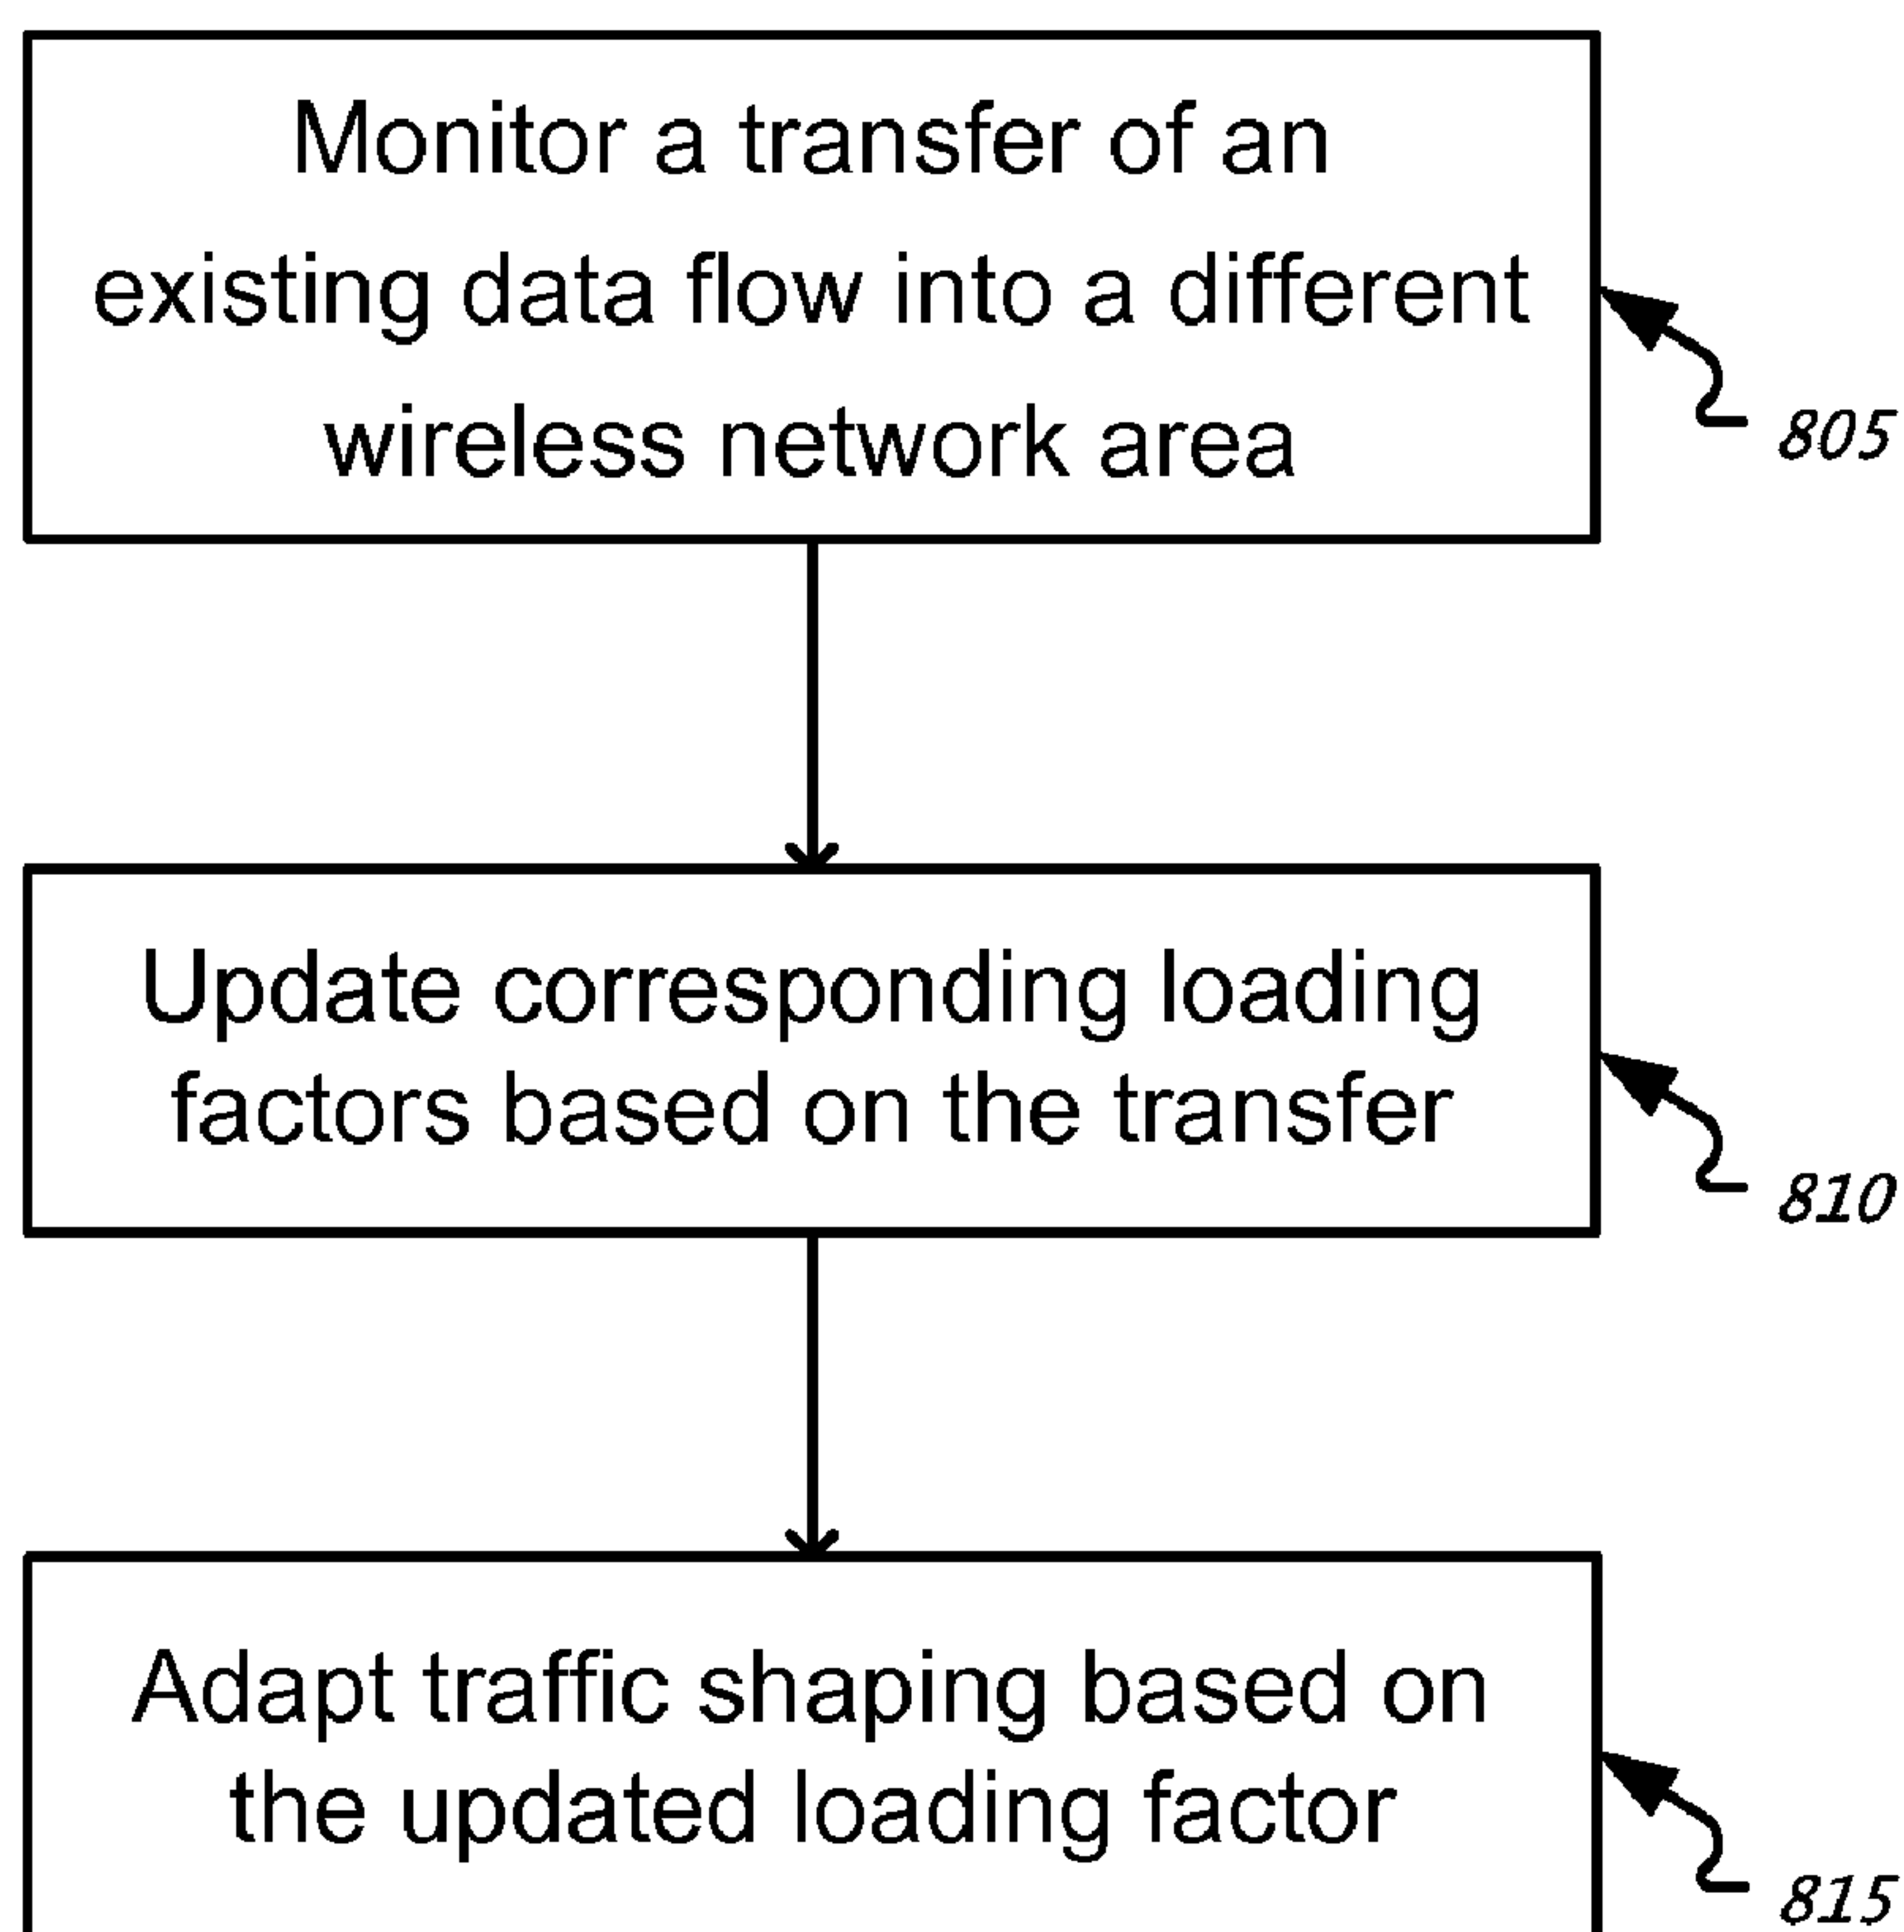 Monitor a transfer of an
existing data flow into a different
wireless network area
805
Update corresponding loading
factors based on the transfer
810
Adapt traffic shaping based on
the updated loading factor
815